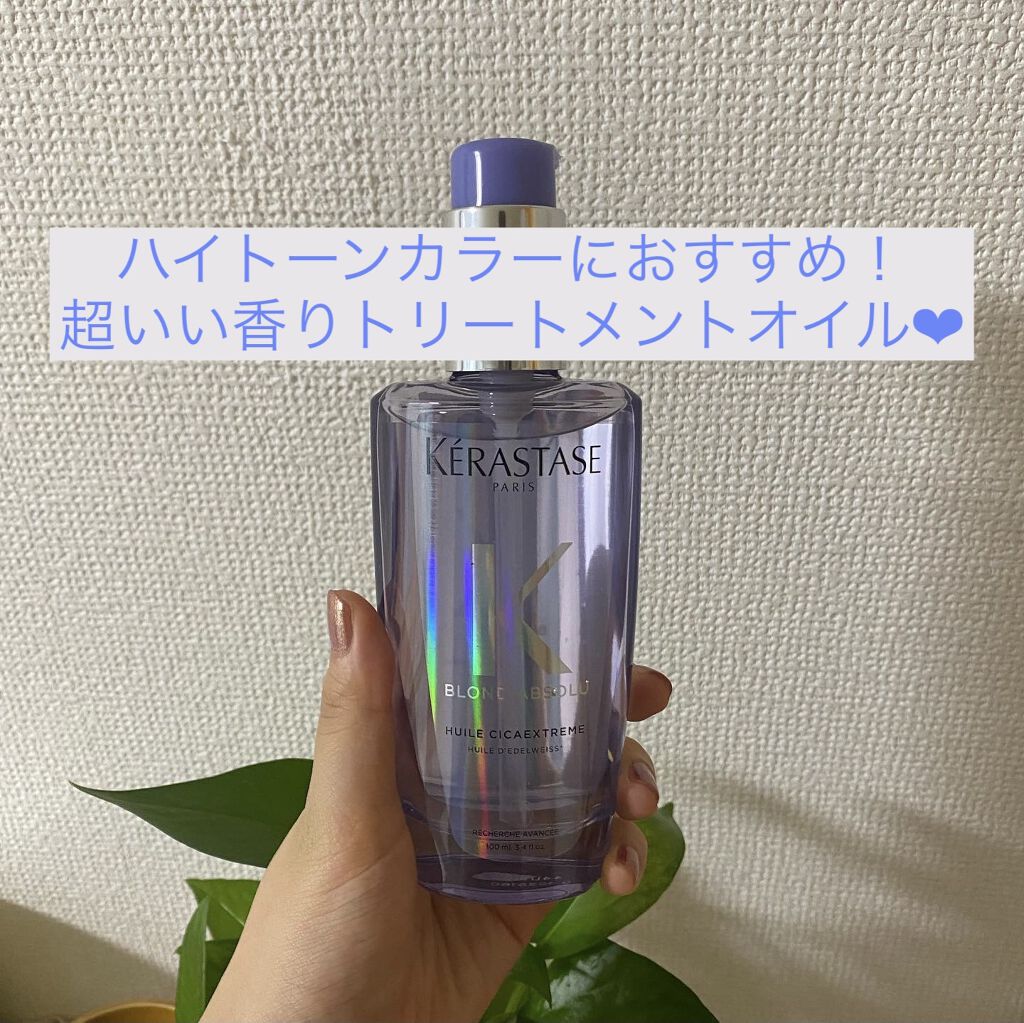 ハイトーンカラーにおすすめ！
超いい香りトリートメントオイル❤
KÉRASTASE
PARIS
K
BLOND ABSOLU
HUILE CICAEXTREME
HUILE D'EDELWEISS*
RECHERCHE AVANCÉE
100 ml 3.4 fl.oz.